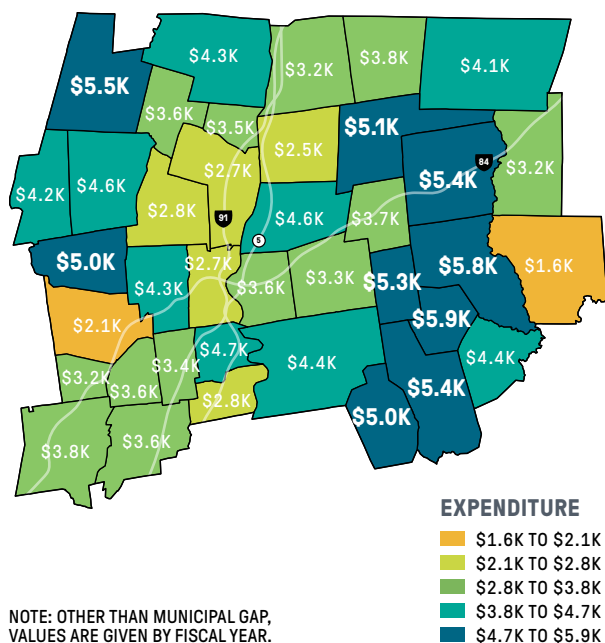 $4.3K
$3.2K
$3.8K
$4.1K
$5.5K
$3.6K
$3.5K
$5.1K
$2.5K
$2.7K
84
$3.2K
$5.4K
$4.2K
$4.6K
$2.8K
91
$4.6K
$3.7K
5
$5.0K
$2.7K
$5.8K
$1.6K
$4.3K
$3.6K
$3.3K
$5.3K
$2.1K
$5.9K
$4.7K
$4.4K
$4.4K
$3.2K
$3.6K
$3.4K
$2.8K
$5.4K
$5.0K
$3.8K
$3.6K
EXPENDITURE
$1.6K TO $2.1K
$2.1K TO $2.8K
$2.8K TO $3.8K
$3.8K TO $4.7K
$4.7K TO $5.9K
NOTE: OTHER THAN MUNICIPAL GAP,
VALUES ARE GIVEN BY FISCAL YEAR.